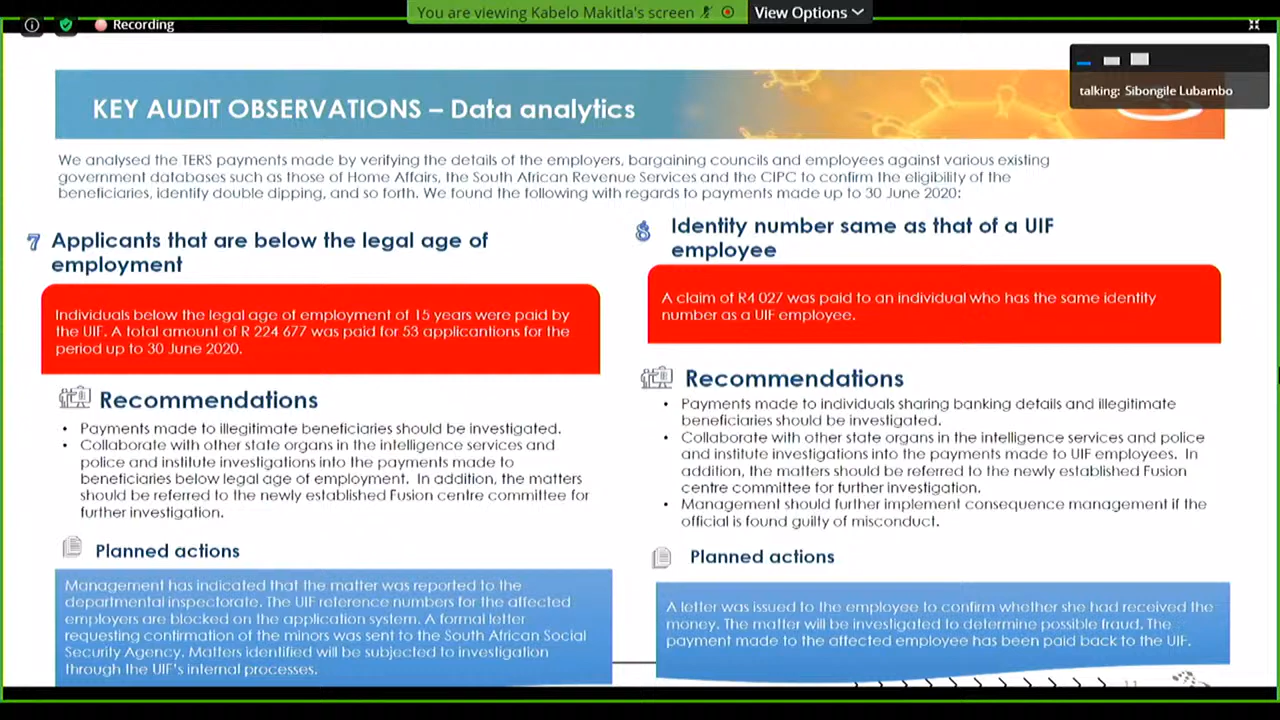 You are viewing Kabelo Makitla's screen
View Options
Recording
talking: Sibongile Lubambo
KEY AUDIT OBSERVATIONS – Data analytics
We analysed the TERS payments made by verifying the details of the employers, bargaining councils and employees against various existing
government databases such as those of Home Affairs, the South African Revenue Services and the CIPC to confirm the eligibility of the
beneficiaries, identify double dipping, and so forth. We found the following with regards to payments made up to 30 June 2020:
7 Applicants that are below the legal age of
employment
Individuals below the legal age of employment of 15 years were paid by
the UIF. A total amount of R 224 677 was paid for 53 applicantions for the
period up to 30 June 2020.
Recommendations
• Payments made to illegitimate beneficiaries should be investigated.
• Collaborate with other state organs in the intelligence services and
police and institute investigations into the payments made to
beneficiaries below legal age of employment. In addition, the matters
should be referred to the newly established Fusion centre committee for
further investigation.
Planned actions
Management has indicated that the matter was reported to the
departmental inspectorate. The UIF reference numbers for the affected
employers are blocked on the application system. A formal letter
requesting confirmation of the minors was sent to the South African Social
Security Agency. Matters identified will be subjected to investigation
through the UIF's internal processes.
8 Identity number same as that of a UIF
employee
A claim of R4 027 was paid to an individual who has the same identity
number as a UIF employee.
Recommendations
• Payments made to individuals sharing banking details and illegitimate
beneficiaries should be investigated.
• Collaborate with other state organs in the intelligence services and police
and institute investigations into the payments made to UIF employees. In
addition, the matters should be referred to the newly established Fusion
centre committee for further investigation.
• Management should further implement consequence management if the
official is found guilty of misconduct.
Planned actions
A letter was issued to the employee to confirm whether she had received the
money. The matter will be investigated to determine possible fraud. The
payment made to the affected employee has been paid back to the UIF.